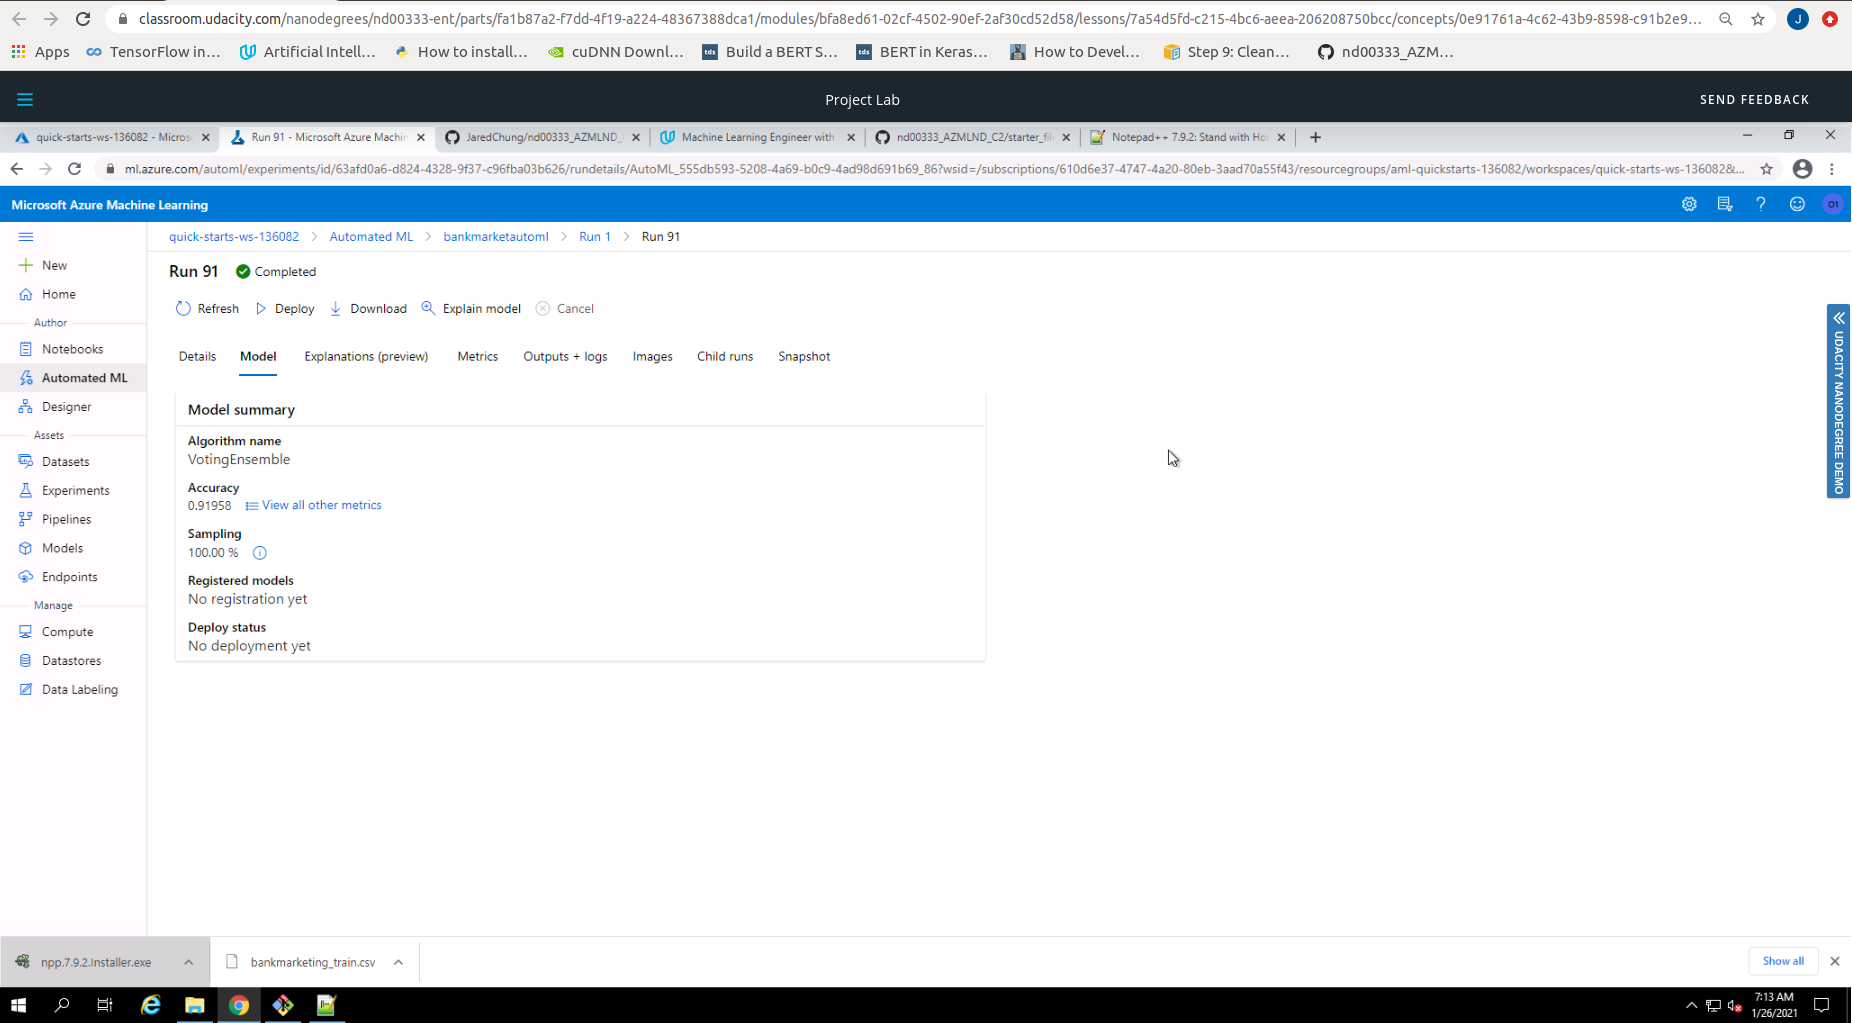 classroom.udacity.com/nanodegrees/nd00333-ent/parts/fa1b87a2-f7dd-4f19-a224-48367388dca1/modules/bfa8ed61-02cf-4502-90ef-2af30cd52d58/lessons/7a54d5fd-c215-4bc6-aeea-206208750bcc/concepts/0e91761a-4c62-43b9-8598-c91b2e9... J
Apps TensorFlow in... Artificial Intell... How to install... cuDNN Downl... tds Build a BERT S... tds BERT in Keras... How to Devel... Step 9: Clean... nd00333_AZM...
Project Lab SEND FEEDBACK
quick-starts-ws-136082 - Micros Run 91 - Microsoft Azure Machin JaredChung/nd00333_AZMLND_ Machine Learning Engineer with nd00333_AZMLND_C2/starter_fil Notepad++ 7.9.2: Stand with Ho
ml.azure.com/automl/experiments/id/63afd0a6-d824-4328-9f37-c96fba03b626/rundetails/AutoML_555db593-5208-4a69-b0c9-4ad98d691b69_86?wsid=/subscriptions/610d6e37-4747-4a20-80eb-3aad70a55f43/resourcegroups/aml-quickstarts-136082/workspaces/quick-starts-ws-136082&...
Microsoft Azure Machine Learning ? O1
quick-starts-ws-136082 > Automated ML > bankmarketautoml > Run 1 > Run 91
New
Home
Author
Notebooks
Automated ML
Designer
Assets
Datasets
Experiments
Pipelines
Models
Endpoints
Manage
Compute
Datastores
Data Labeling
Run 91 Completed
Refresh Deploy Download Explain model Cancel
Details Model Explanations (preview) Metrics Outputs + logs Images Child runs Snapshot
Model summary
Algorithm name
VotingEnsemble
Accuracy
0.91958 View all other metrics
Sampling
100.00 %
Registered models
No registration yet
Deploy status
No deployment yet
UDACITY NANODEGREE DEMO
npp.7.9.2.Installer.exe bankmarketing_train.csv Show all
7:13 AM
1/26/2021